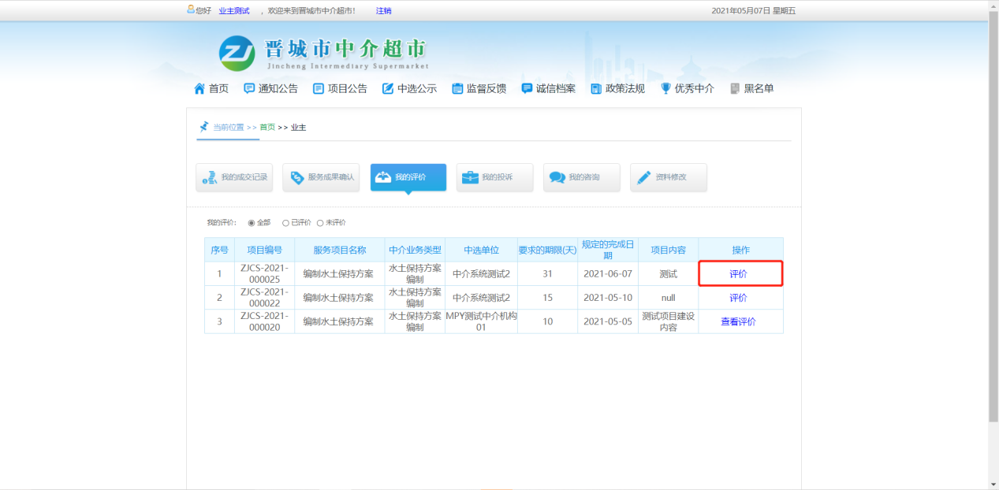 您好 业主测试 ，欢迎来到晋城市中介超市！ 注销 2021年05月07日 星期五
ZJ 晋城市中介超市
Jincheng Intermediary Supermarket
首页 通知公告 项目公告 中选公示 监督反馈 诚信档案 政策法规 优秀中介 黑名单
当前位置 >> 首页 >> 业主
我的成交记录 服务成果确认 我的评价 我的投诉 我的咨询 资料修改
我的评价： 全部 已评价 未评价
序号 项目编号 服务项目名称 中介业务类型 中选单位 要求的期限(天) 规定的完成日期 项目内容 操作
1 ZJCS-2021-000025 编制水土保持方案 水土保持方案编制 中介系统测试2 31 2021-06-07 测试 评价
2 ZJCS-2021-000022 编制水土保持方案 水土保持方案编制 中介系统测试2 15 2021-05-10 null 评价
3 ZJCS-2021-000020 编制水土保持方案 水土保持方案编制 MPY测试中介机构01 10 2021-05-05 测试项目建设内容 查看评价